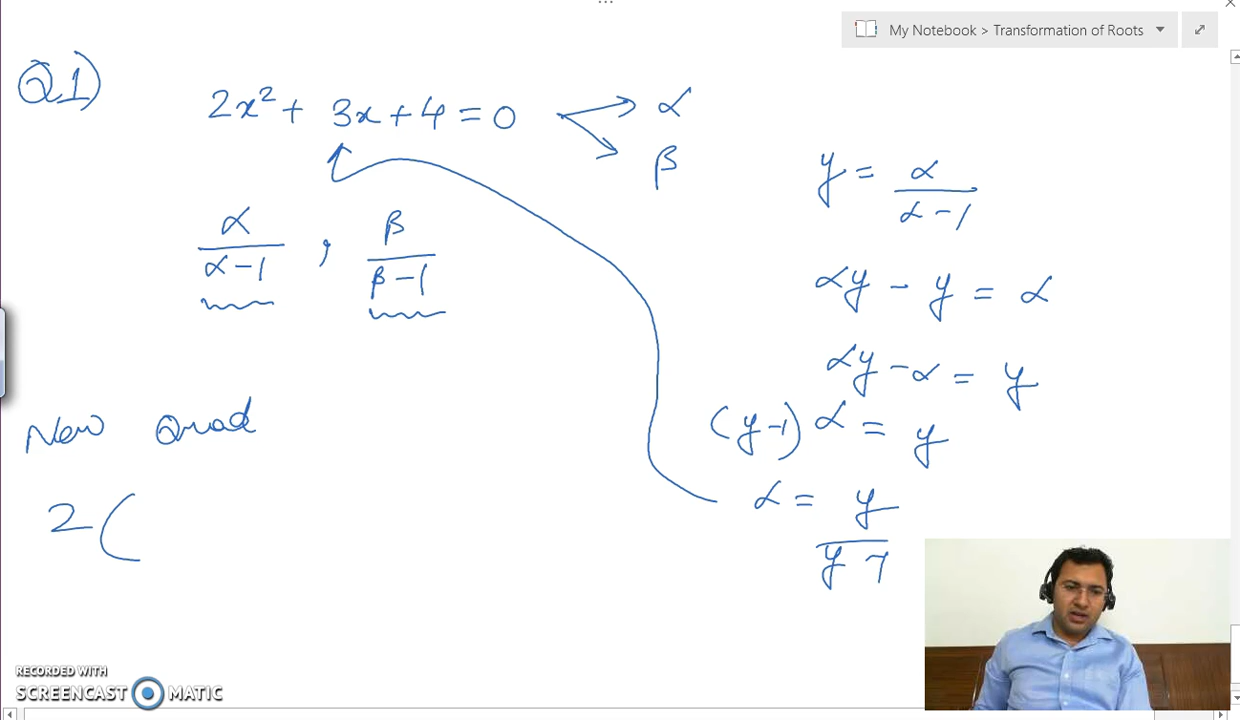 My Notebook > Transformation of Roots
Q1)
2x² + 3x + 4 = 0
α
β
α/α-1 , β/β-1
y = α/α-1
αy - y = α
αy - α = y
(y-1) α = y
α = y/y-1
New Quad
2(
RECORDED WITH
SCREENCAST MATIC